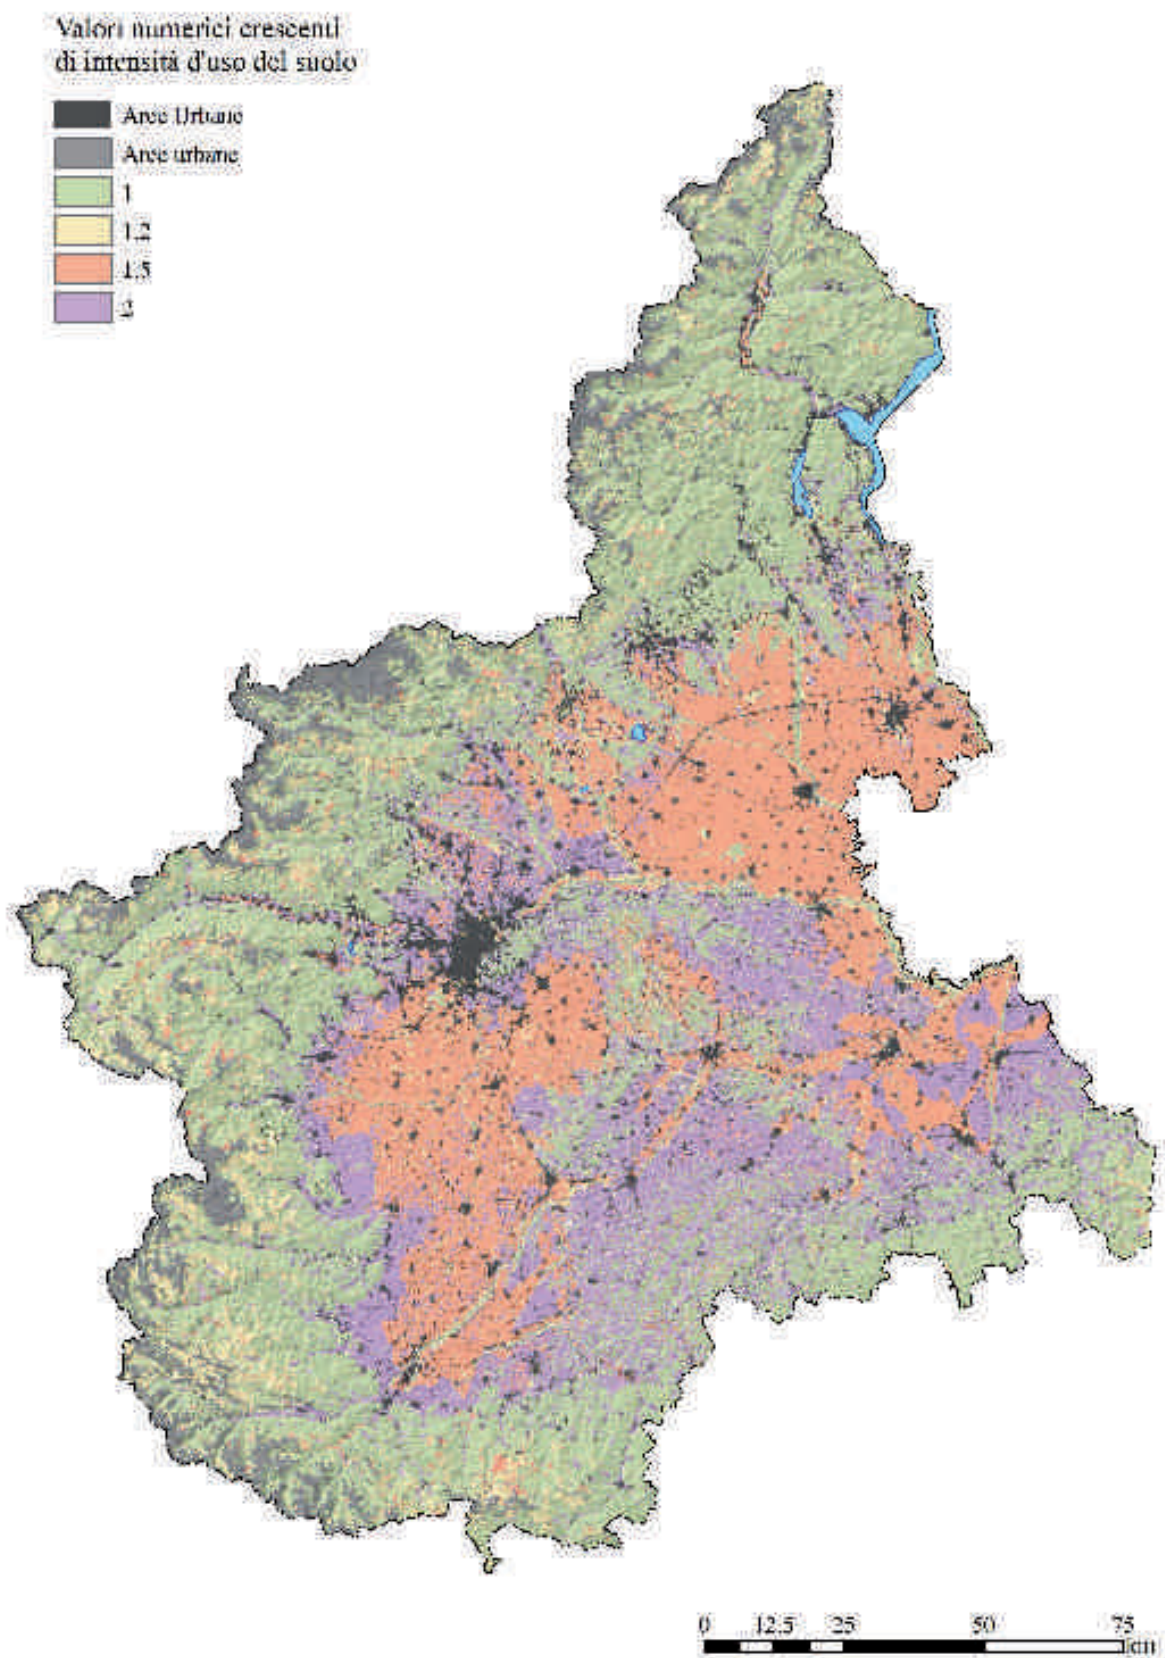 Valori numerici crescenti
di intensità d'uso del suolo
Aree Urbane
Aree urbane
1
1.2
1.5
2
0 12.5 25 50 75
Km